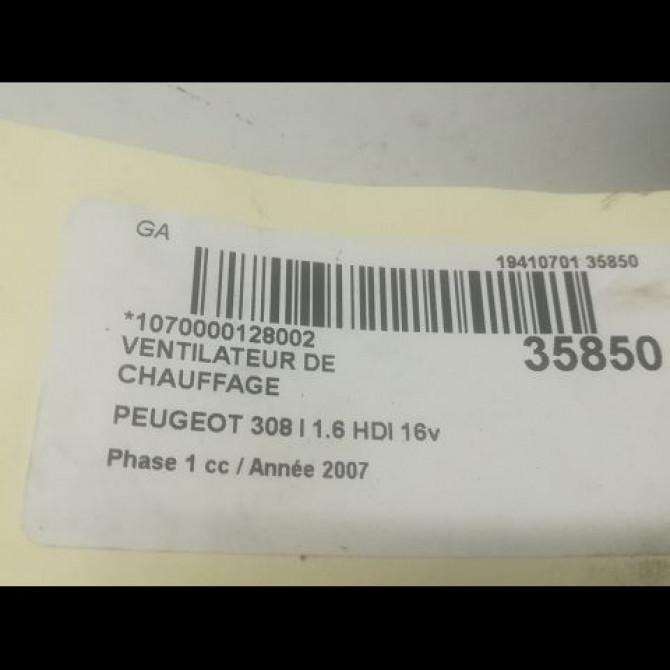 GA
19410701 35850
*1070000128002
35850
VENTILATEUR DE
CHAUFFAGE
PEUGEOT 308 I 1.6 HDI 16v
Phase 1 cc / Année 2007